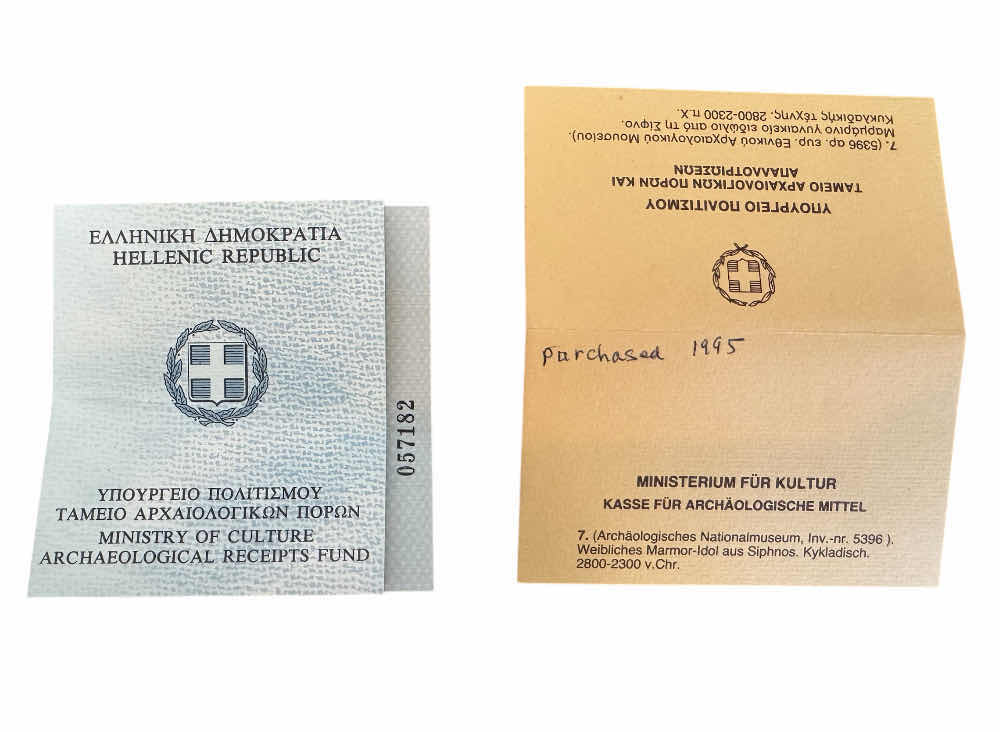 ΕΛΛΗΝΙΚΗ ΔΗΜΟΚΡΑΤΙΑ
HELLENIC REPUBLIC
ΥΠΟΥΡΓΕΙΟ ΠΟΛΙΤΙΣΜΟΥ
ΤΑΜΕΙΟ ΑΡΧΑΙΟΛΟΓΙΚΩΝ ΠΟΡΩΝ
MINISTRY OF CULTURE
ARCHAEOLOGICAL RECEIPTS FUND
057182
ΥΠΟΥΡΓΕΙΟ ΠΟΛΙΤΙΣΜΟΥ
ΤΑΜΕΙΟ ΑΡΧΑΙΟΛΟΓΙΚΩΝ ΠΟΡΩΝ ΚΑΙ
ΑΠΑΛΛΟΤΡΙΩΣΕΩΝ
7. (5396 αρ. ευρ. Εθνικού Αρχαιολογικού Μουσείου).
Μαρμάρινο γυναικείο ειδώλιο από τη Σίφνο.
Κυκλαδικής τέχνης. 2800-2300 π.Χ.
Purchased 1995
MINISTERIUM FÜR KULTUR
KASSE FÜR ARCHÄOLOGISCHE MITTEL
7. (Archäologisches Nationalmuseum, Inv.-nr. 5396 ).
Weibliches Marmor-Idol aus Siphnos. Kykladisch.
2800-2300 v.Chr.